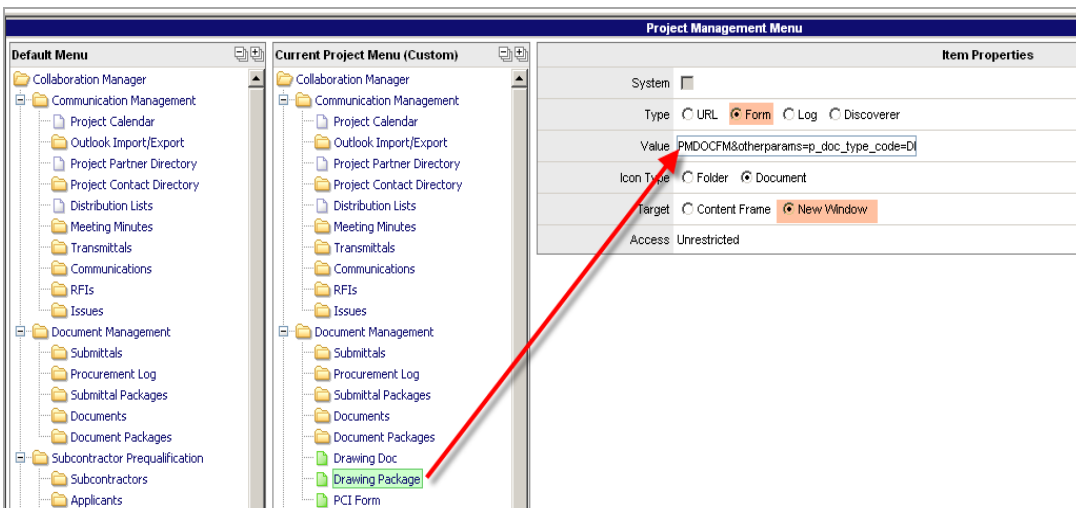 Project Management Menu
Default Menu
Collaboration Manager
Communication Management
Project Calendar
Outlook Import/Export
Project Partner Directory
Project Contact Directory
Distribution Lists
Meeting Minutes
Transmittals
Communications
RFIs
Issues
Document Management
Submittals
Procurement Log
Submittal Packages
Documents
Document Packages
Subcontractor Prequalification
Subcontractors
Applicants
Current Project Menu (Custom)
Collaboration Manager
Communication Management
Project Calendar
Outlook Import/Export
Project Partner Directory
Project Contact Directory
Distribution Lists
Meeting Minutes
Transmittals
Communications
RFIs
Issues
Document Management
Submittals
Procurement Log
Submittal Packages
Documents
Document Packages
Drawing Doc
Drawing Package
PCI Form
Item Properties
System
Type URL Form Log Discoverer
Value PMDOCFM&otherparams=p_doc_type_code=DI
Icon Type Folder Document
Target Content Frame New Window
Access Unrestricted